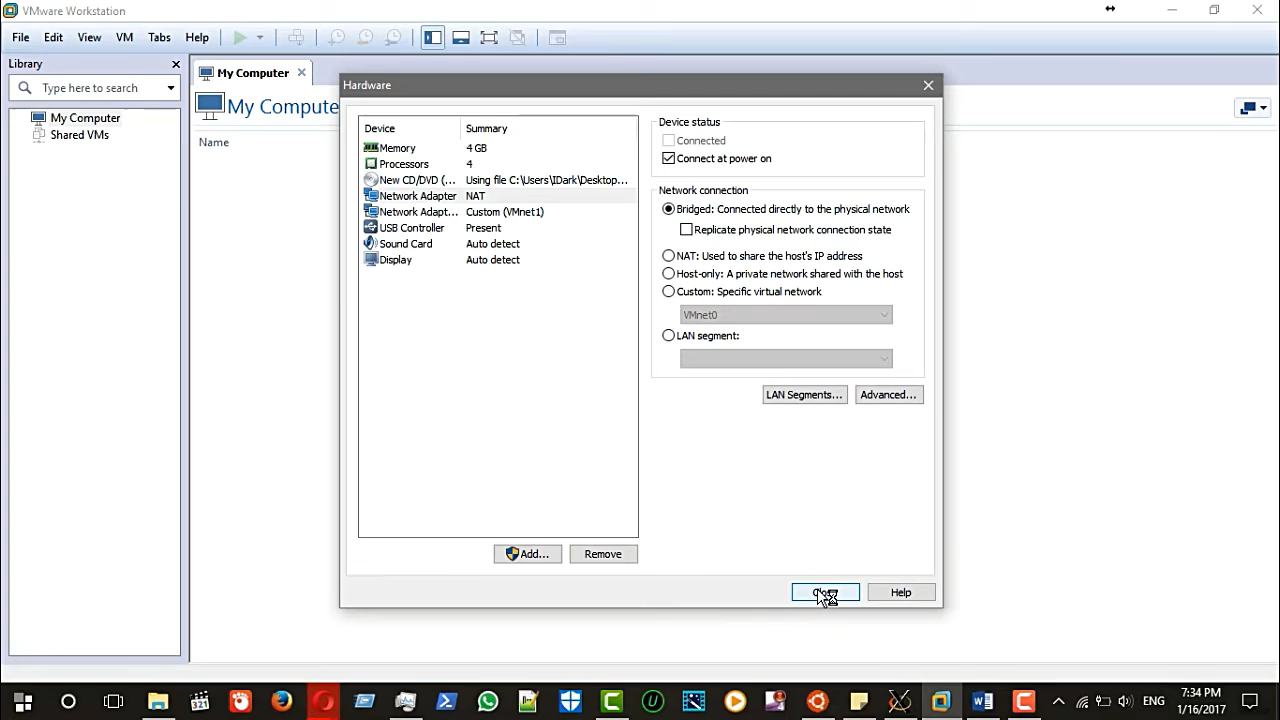 VMware Workstation
File Edit View VM Tabs Help
Library
My Computer
Type here to search
My Compute
My Computer
Shared VMs
Name
Hardware
Device Summary
Memory 4 GB
Processors 4
New CD/DVD (... Using file C:\Users\IDark\Desktop...
Network Adapter NAT
Network Adapt... Custom (VMnet1)
USB Controller Present
Sound Card Auto detect
Display Auto detect
Device status
Connected
Connect at power on
Network connection
Bridged: Connected directly to the physical network
Replicate physical network connection state
NAT: Used to share the host's IP address
Host-only: A private network shared with the host
Custom: Specific virtual network
VMnet0
LAN segment:
LAN Segments... Advanced...
Add... Remove
Help
321
ENG
7:34 PM
1/16/2017